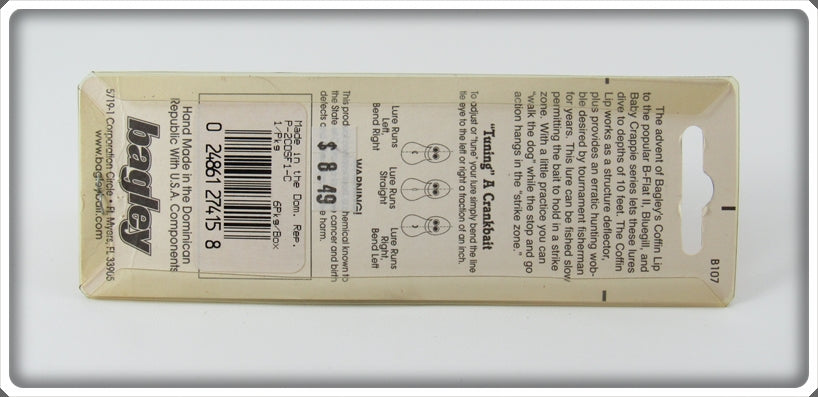 B107
The advent of Bagley's Coffin Lip
to the popular B-Flat II, Bluegill, and
Baby Crappie series lets these lures
dive to depths of 10 feet. The Coffin
Lip works as a structure deflector,
plus provides an erratic hunting wob-
ble desired by tournament fisherman
for years. This lure can be fished slow
permitting the bait to hold in a strike
zone. With a little practice you can
"walk the dog" while the stop and go
action hangs in the "strike zone."
"Tuning" A Crankbait
To adjust or "tune" your lure simply bend the line
tie eye to the left or right a fraction of an inch.
Lure Runs
Left,
Bend Right
Lure Runs
Straight
Lure Runs
Right,
Bend Left
WARNING!
This prod hemical known to
the State cancer and birth
defects e harm.
$ 8.49
Made in the Dom. Rep.
P-2COSF1-C
1/Pkg 6Pkg/Box
0 24861 27415 8
Hand Made in the Dominican
Republic With U.S.A. Components
bagley
5719-1 Corporation Circle • Ft. Myers, FL 33905
www.bagleybait.com